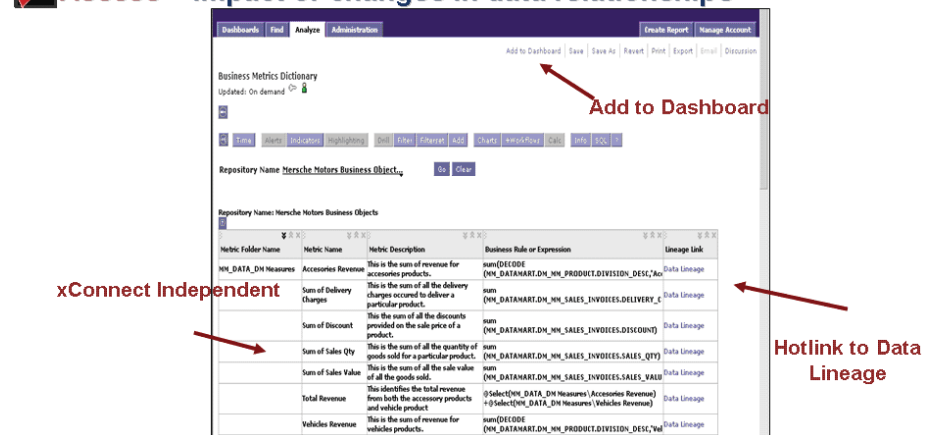 Dashboards Find Analyze Administration Create Report Manage Account
Add to Dashboard Save Save As Revert Print Export Email Discussion
Business Metrics Dictionary
Updated: On demand
Add to Dashboard
Time Alerts Indicators Highlighting Drill Filter Filterset Add Charts Calc Info SQL
Repository Name Mersche Motors Business Object... Go Clear
Repository Name: Mersche Motors Business Objects
Metric Folder Name Metric Name Metric Description Business Rule or Expression Lineage Link
MM_DATA_DM Measures Accesories Revenue This is the sum of revenue for accesories products. sum(DECODE (MM_DATAMART.DM_MM_PRODUCT.DIVISION_DESC,'Acc Data Lineage
xConnect Independent
Sum of Delivery Charges This is the sum of all the delivery charges occured to deliver a particular product. sum (MM_DATAMART.DM_MM_SALES_INVOICES.DELIVERY_C Data Lineage
Sum of Discount This the sum of all the discounts provided on the sale price of a product. sum (MM_DATAMART.DM_MM_SALES_INVOICES.DISCOUNT) Data Lineage
Sum of Sales Qty This is the sum of all the quantity of goods sold for a particular product. sum (MM_DATAMART.DM_MM_SALES_INVOICES.SALES_QTY) Data Lineage
Hotlink to Data
Lineage
Sum of Sales Value This is the sum of all the sale value of all the goods sold. sum (MM_DATAMART.DM_MM_SALES_INVOICES.SALES_VALU Data Lineage
Total Revenue This identifies the total revenue from both the accessory products and vehicle product {}Select(MM_DATA_DM Measures\Accesories Revenue) +{}Select(MM_DATA_DM Measures\Vehicles Revenue) Data Lineage
Vehicles Revenue This is the sum of revenue for vehicles products. sum(DECODE (MM_DATAMART.DM_MM_PRODUCT.DIVISION_DESC,'Veh Data Lineage